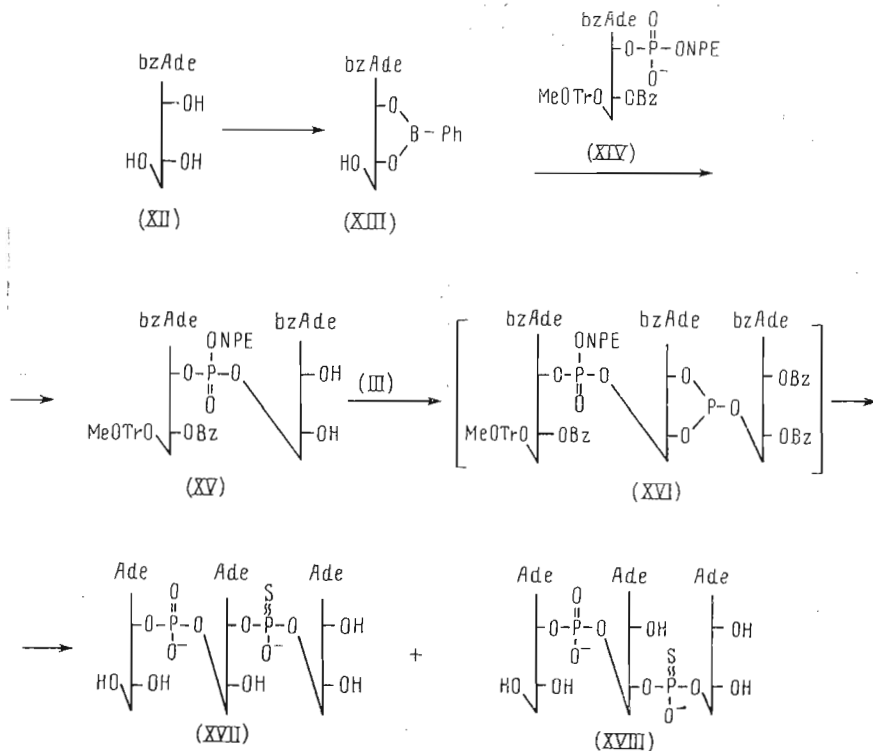 bzAde
OH
HO OH
(XII)
bzAde
O
B-Ph
HO O
(XIII)
bzAde O
O-P-ONPE
O⁻
MeOTrO OBz
(XIV)
bzAde bzAde
ONPE
O-P-O OH
O
MeOTrO OBz OH
(XV)
(III)
bzAde bzAde bzAde
ONPE
O-P-O O OBz
O P-O
MeOTrO OBz O OBz
(XVI)
Ade O Ade S Ade
O-P-O O-P-O OH
O⁻ O⁻
HO OH OH OH
(XVII)
+
Ade O Ade Ade
O-P-O OH OH
O⁻ S
HO OH O-P-O OH
O⁻
(XVIII)